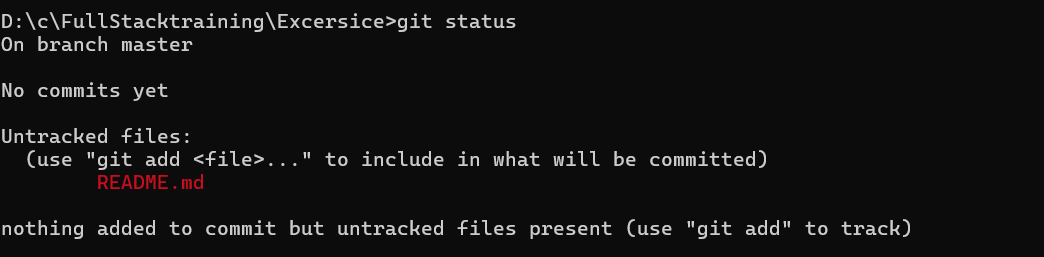 D:\c\FullStacktraining\Excersice>git status
On branch master
No commits yet
Untracked files:
(use "git add <file>..." to include in what will be committed)
README.md
nothing added to commit but untracked files present (use "git add" to track)